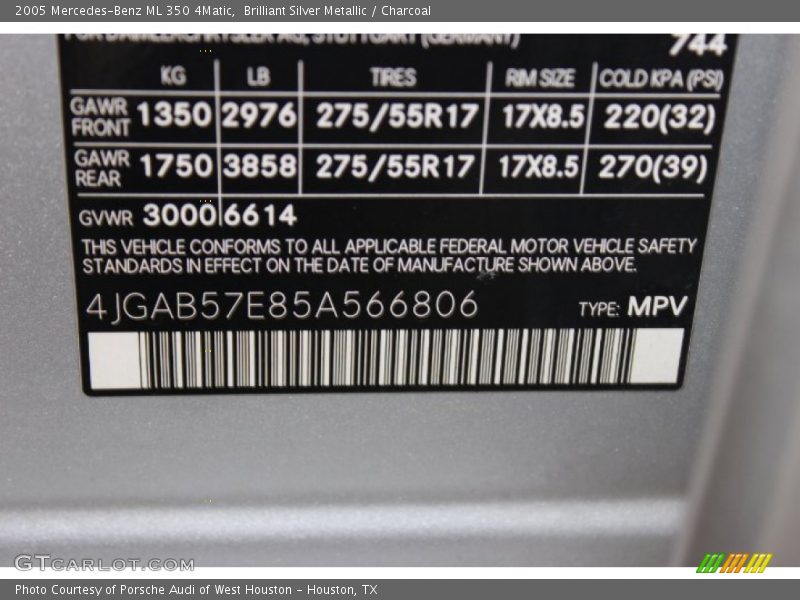 2005 Mercedes-Benz ML 350 4Matic,  Brilliant Silver Metallic / Charcoal
STUTTGART (GERMANY) 744
KG LB TIRES RIM SIZE COLD KPA (PSI)
GAWR FRONT 1350 2976 275/55R17 17X8.5 220(32)
GAWR REAR 1750 3858 275/55R17 17X8.5 270(39)
GVWR 3000 6614
THIS VEHICLE CONFORMS TO ALL APPLICABLE FEDERAL MOTOR VEHICLE SAFETY
STANDARDS IN EFFECT ON THE DATE OF MANUFACTURE SHOWN ABOVE.
4JGAB57E85A566806 TYPE: MPV
GTCARLOT.COM
Photo Courtesy of Porsche Audi of West Houston - Houston, TX